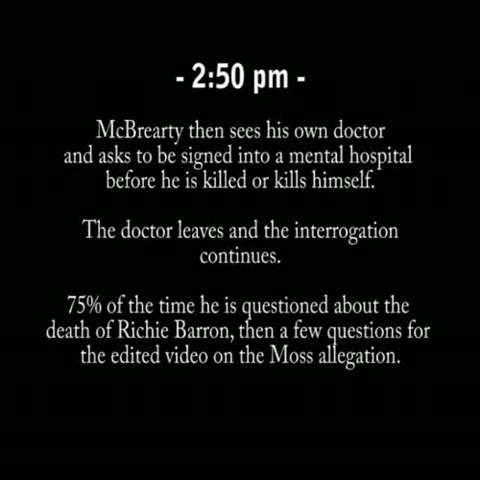 - 2:50 pm -
McBrearty then sees his own doctor
and asks to be signed into a mental hospital
before he is killed or kills himself.
The doctor leaves and the interrogation
continues.
75% of the time he is questioned about the
death of Richie Barron, then a few questions for
the edited video on the Moss allegation.